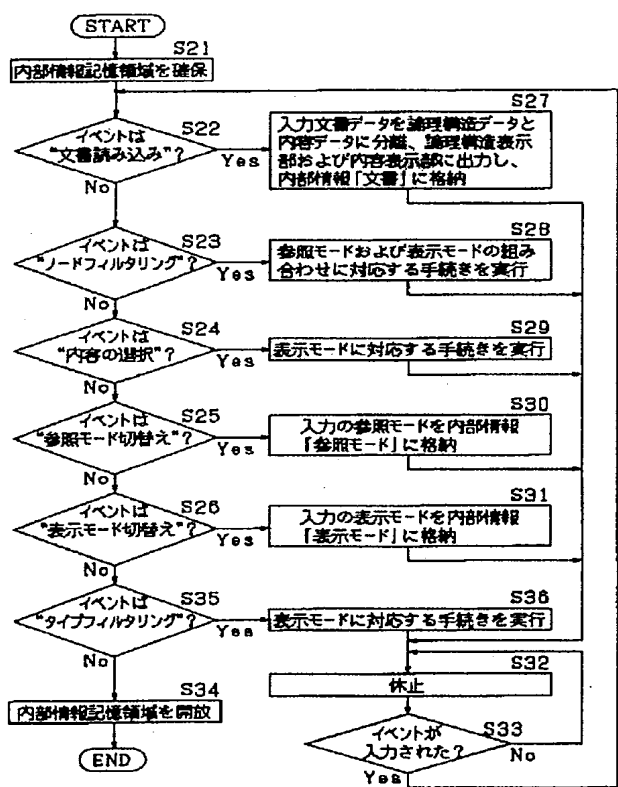 START
S21
内部情報記憶領域を確保
S22
イベントは
“文書読み込み”?
Yes
No
S27
入力文書データを論理構造データと
内容データに分離、論理構造表示
部および内容表示部に出力し、
内部情報「文書」に格納
S23
イベントは
“ノードフィルタリング”?
Yes
No
S28
参照モードおよび表示モードの組み
合わせに対応する手続きを実行
S24
イベントは
“内容の選択”?
Yes
No
S29
表示モードに対応する手続きを実行
S25
イベントは
“参照モード切替え”?
Yes
No
S30
入力の参照モードを内部情報
「参照モード」に格納
S26
イベントは
“表示モード切替え”?
Yes
No
S31
入力の表示モードを内部情報
「表示モード」に格納
S35
イベントは
“タイプフィルタリング”?
Yes
No
S36
表示モードに対応する手続きを実行
S32
休止
S33
イベントが
入力された?
No
Yes
S34
内部情報記憶領域を開放
END